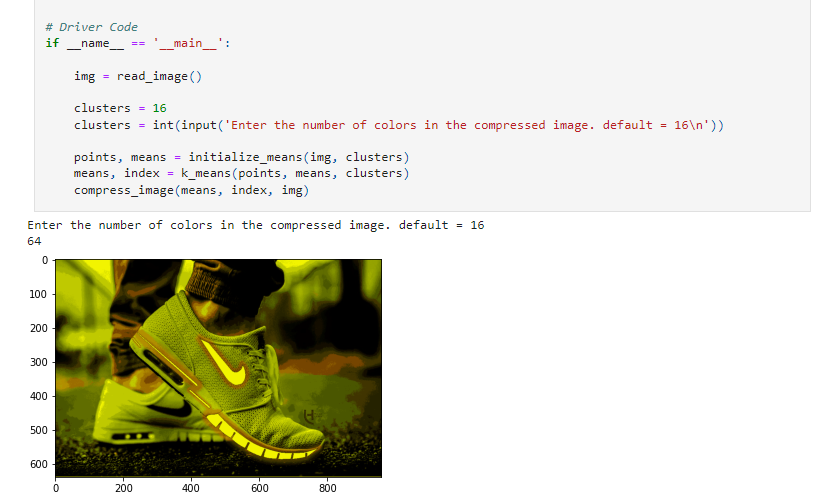 # Driver Code
if __name__ == '__main__':
img = read_image()
clusters = 16
clusters = int(input('Enter the number of colors in the compressed image. default = 16\n'))
points, means = initialize_means(img, clusters)
means, index = k_means(points, means, clusters)
compress_image(means, index, img)
Enter the number of colors in the compressed image. default = 16
64
0
100
200
300
400
500
600
0 200 400 600 800